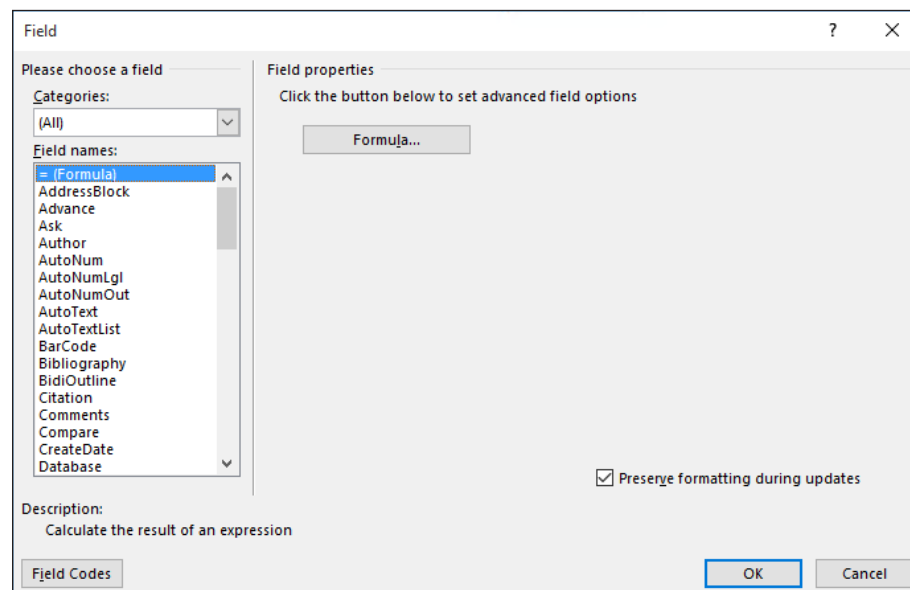 Field ?
Please choose a field
Categories:
(All)
Field names:
= (Formula)
AddressBlock
Advance
Ask
Author
AutoNum
AutoNumLgl
AutoNumOut
AutoText
AutoTextList
BarCode
Bibliography
BidiOutline
Citation
Comments
Compare
CreateDate
Database
Field properties
Click the button below to set advanced field options
Formula...
Preserve formatting during updates
Description:
Calculate the result of an expression
Field Codes
OK
Cancel